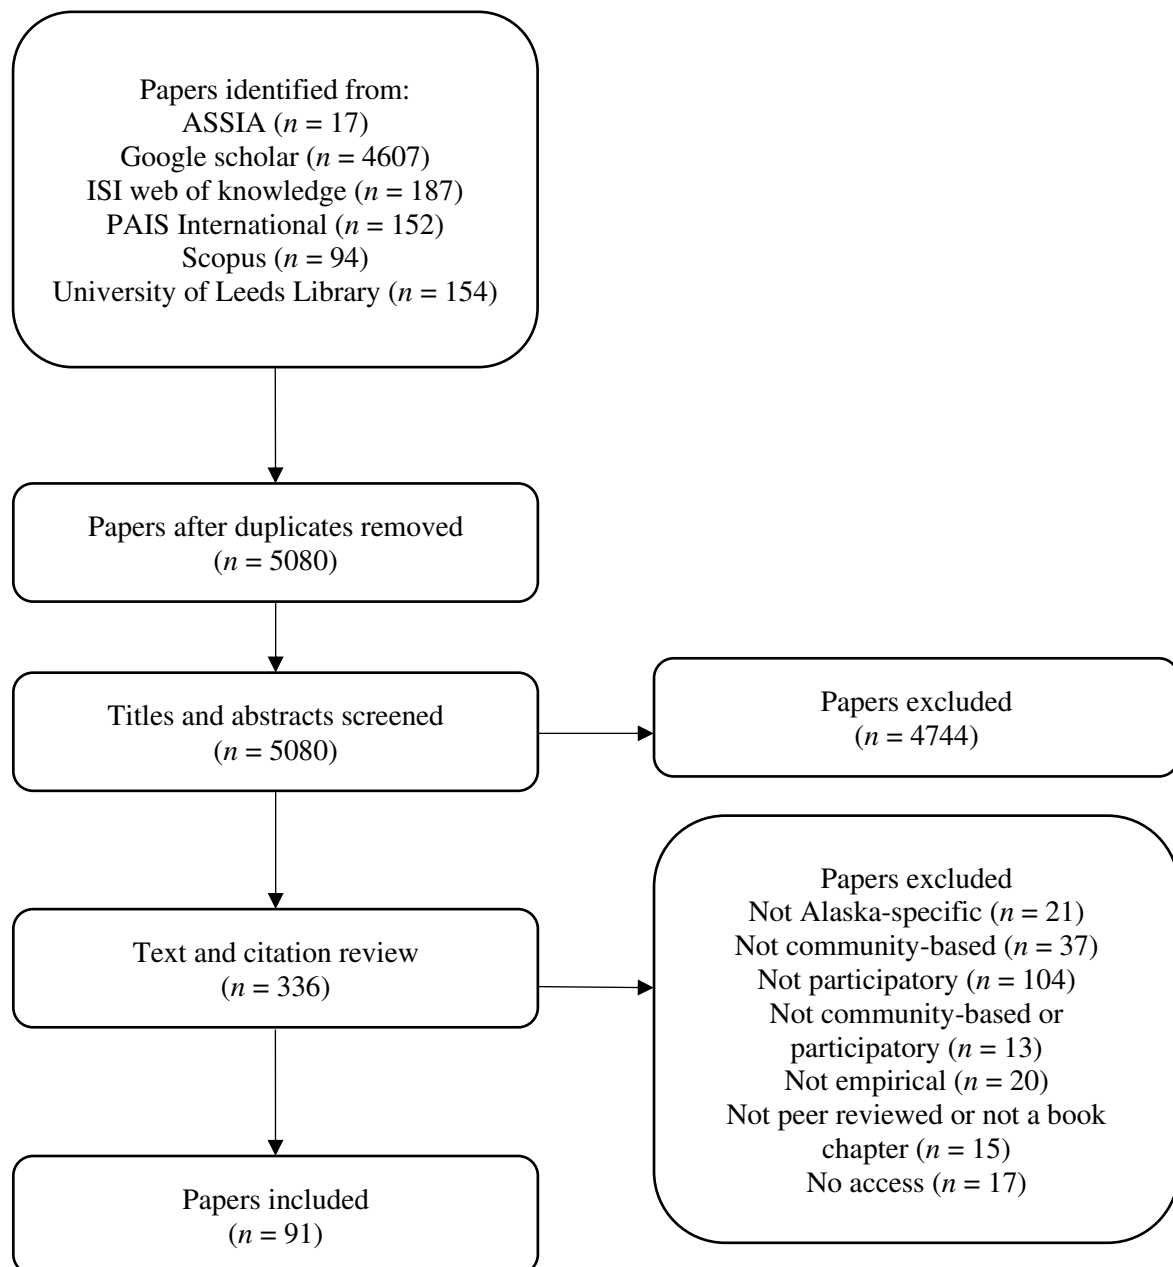 Papers identified from:
ASSIA (n = 17)
Google scholar (n = 4607)
ISI web of knowledge (n = 187)
PAIS International (n = 152)
Scopus (n = 94)
University of Leeds Library (n = 154)
Papers after duplicates removed
(n = 5080)
Titles and abstracts screened
(n = 5080)
Papers excluded
(n = 4744)
Text and citation review
(n = 336)
Papers excluded
Not Alaska-specific (n = 21)
Not community-based (n = 37)
Not participatory (n = 104)
Not community-based or
participatory (n = 13)
Not empirical (n = 20)
Not peer reviewed or not a book
chapter (n = 15)
No access (n = 17)
Papers included
(n = 91)